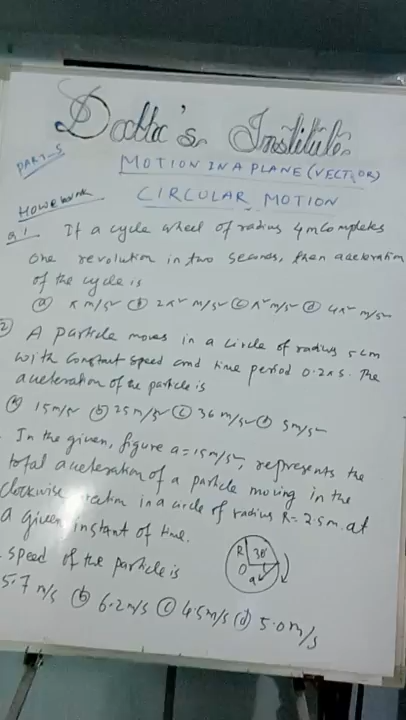 Datta's Institute
PART-5
MOTION IN A PLANE (VECTOR)
CIRCULAR MOTION
Homework
Q.1 If a cycle wheel of radius 4m completes
one revolution in two seconds, then acceleration
of the cycle is
ⓐ π m/s² ⓑ 2π² m/s² ⓒ π² m/s² ⓓ 4π² m/s²
2) A particle moves in a circle of radius 5cm
with constant speed and time period 0.2π s. The
acceleration of the particle is
ⓐ 15 m/s² ⓑ 25 m/s² ⓒ 36 m/s² ⓓ 5 m/s²
. In the given, figure a = 15 m/s², represents the
total acceleration of a particle moving in the
clockwise direction in a circle of radius R = 2.5m at
a given instant of time.
speed of the particle is
R 30°
O a
5.7 m/s ⓑ 6.2 m/s ⓒ 4.5 m/s ⓓ 5.0 m/s